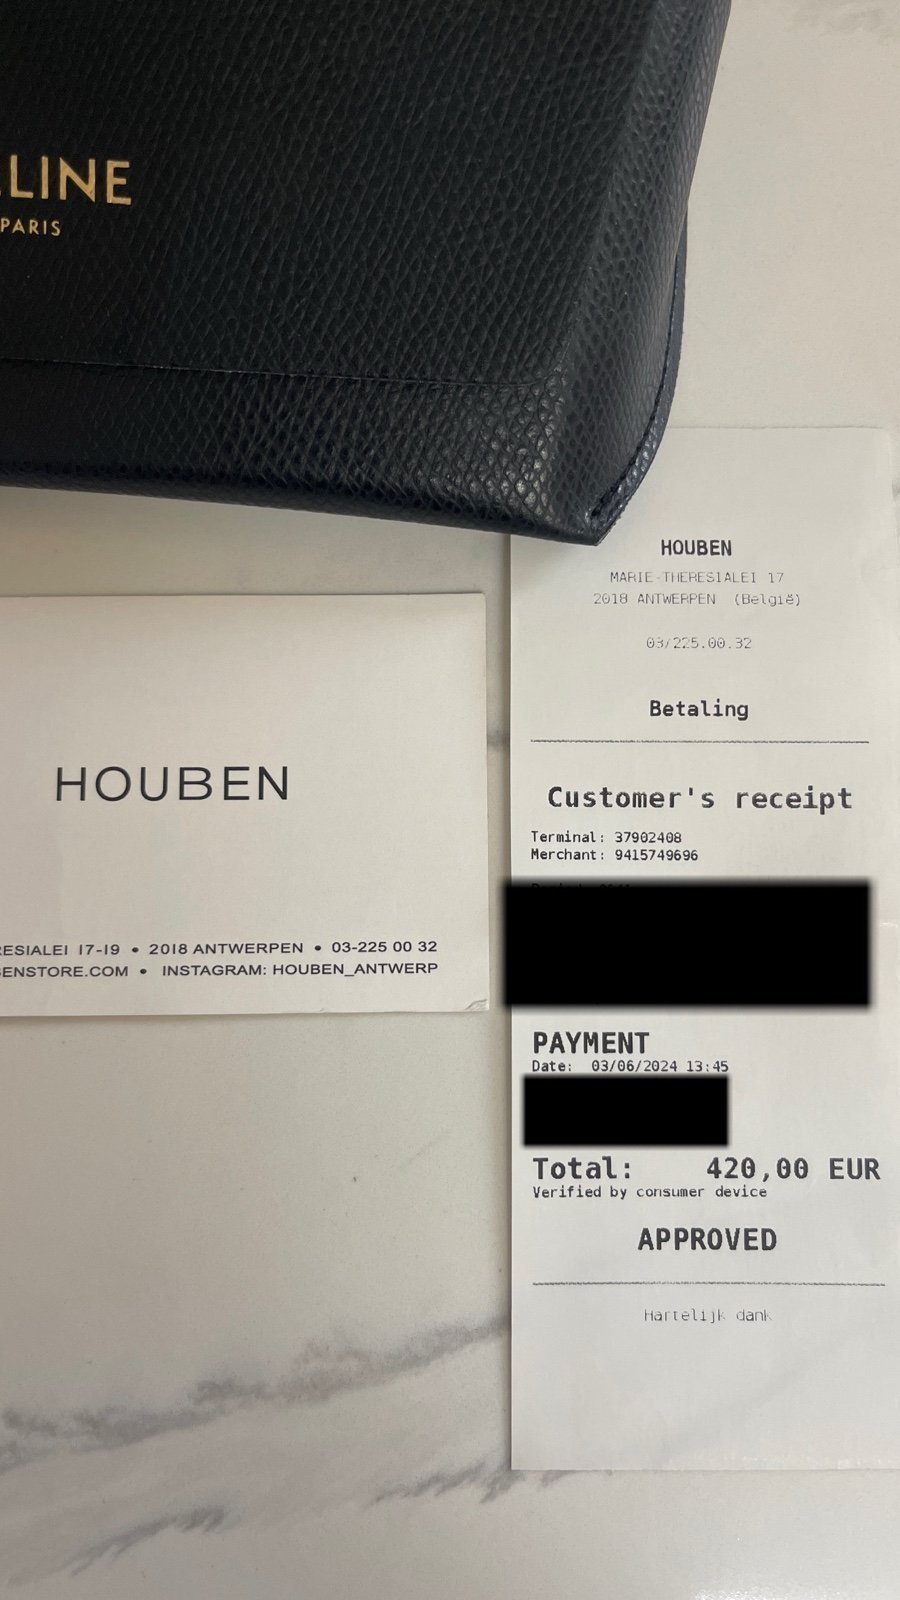 LINE
PARIS
HOUBEN
RESIALEI 17-19 • 2018 ANTWERPEN • 03-225 00 32
BENSTORE.COM • INSTAGRAM: HOUBEN_ANTWERP
HOUBEN
MARIE-THERESIALEI 17
2018 ANTWERPEN (België)
03/225.00.32
Betaling
Customer's receipt
Terminal: 37902408
Merchant: 9415749696
PAYMENT
Date: 03/06/2024 13:45
Total: 420,00 EUR
Verified by consumer device
APPROVED
Hartelijk dank